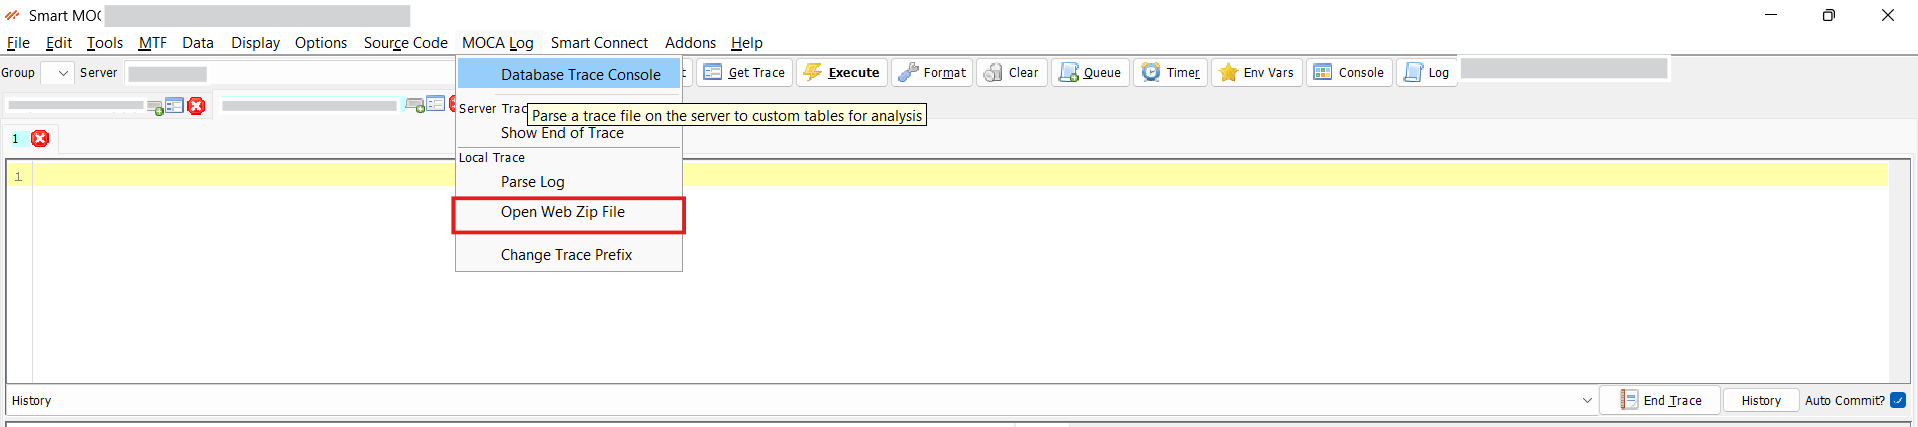 Smart MOC
File Edit Tools MTF Data Display Options Source Code MOCA Log Smart Connect Addons Help
Group Server t Get Trace Execute Format Clear Queue Timer Env Vars Console Log
Database Trace Console
Server Trac
Parse a trace file on the server to custom tables for analysis
Show End of Trace
1
Local Trace
1
Parse Log
Open Web Zip File
Change Trace Prefix
History End Trace History Auto Commit?